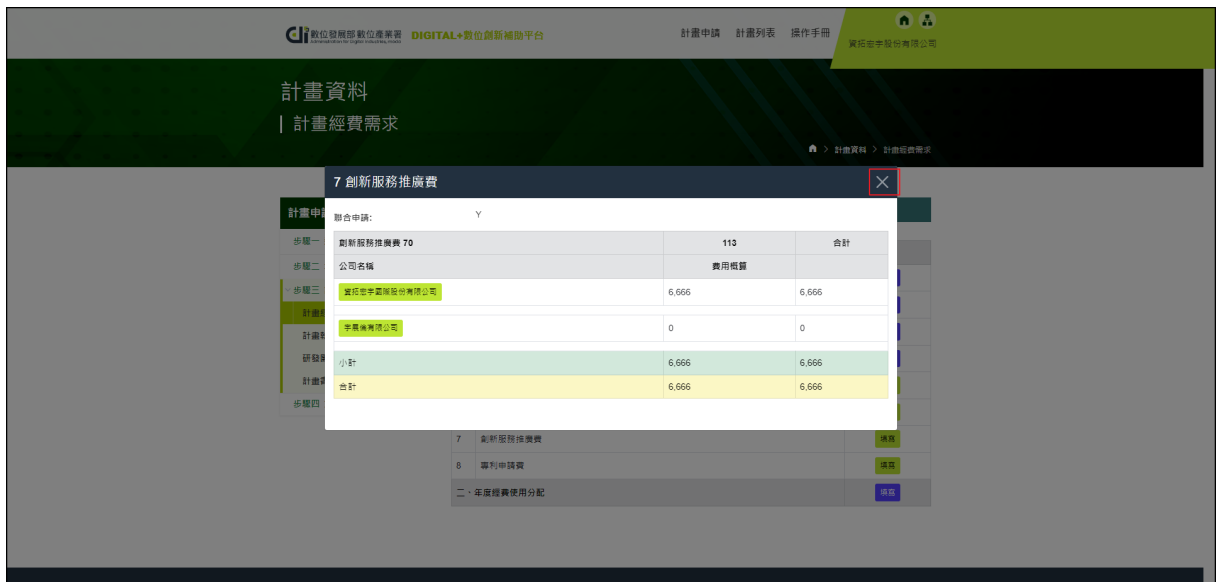 數位發展部數位產業署 DIGITAL+數位創新補助平台
計畫申請 計畫列表 操作手冊
資拓宏宇股份有限公司
計畫資料
計畫經費需求
計畫資料 > 計畫經費需求
7 創新服務推廣費
計畫申
聯合申請: Y
步驟一
創新服務推廣費 70 113 合計
步驟二
公司名稱 費用概算
步驟三
資拓宏宇國際股份有限公司 6,666 6,666
計畫
宇晨倫有限公司 0 0
計畫
研發
小計 6,666 6,666
計畫
合計 6,666 6,666
步驟四
7 創新服務推廣費 填寫
8 專利申請費 填寫
二、年度經費使用分配 填寫